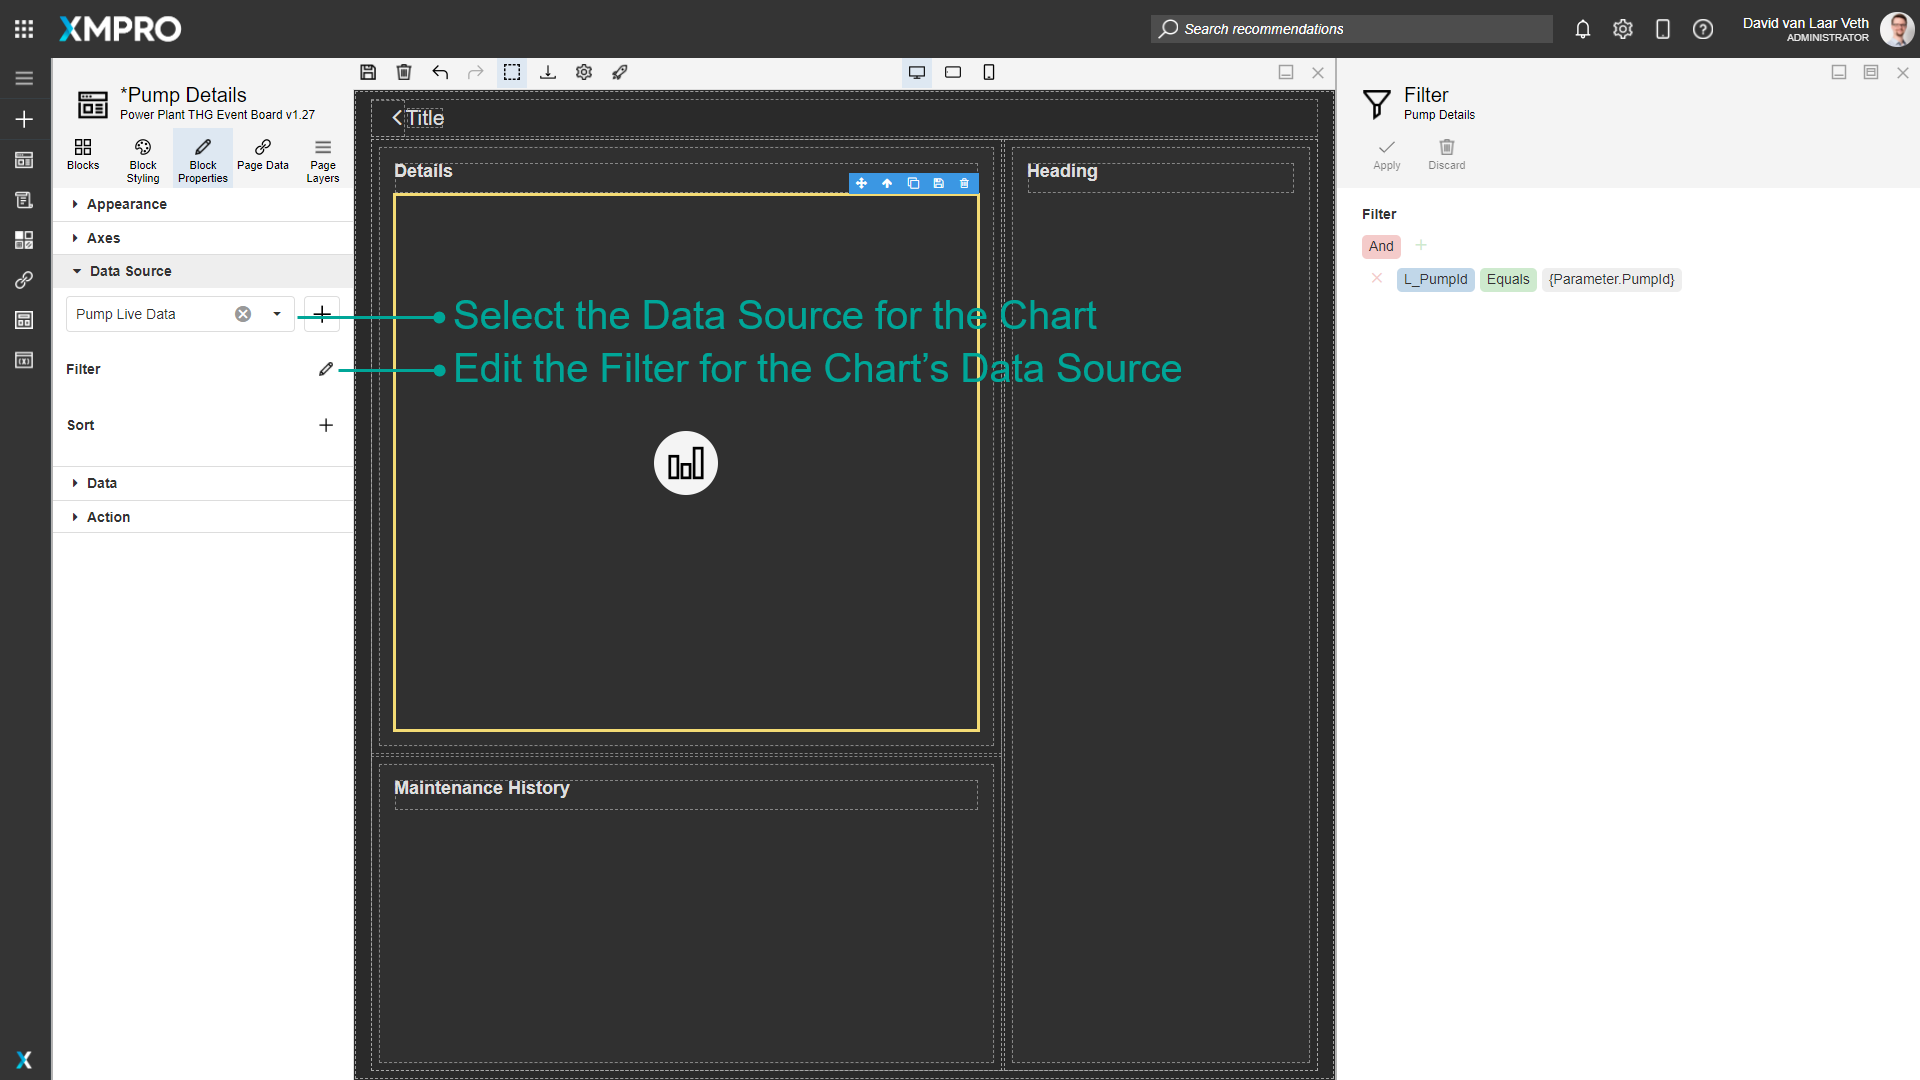 XMPRO
Search recommendations
David van Laar Veth
ADMINISTRATOR
*Pump Details
Power Plant THG Event Board v1.27
Blocks
Block Styling
Block Properties
Page Data
Page Layers
Appearance
Axes
Data Source
Pump Live Data
Filter
Sort
Data
Action
Title
Details
Heading
Select the Data Source for the Chart
Edit the Filter for the Chart’s Data Source
Maintenance History
Filter
Pump Details
Apply
Discard
Filter
And
L_PumpId Equals {Parameter.PumpId}